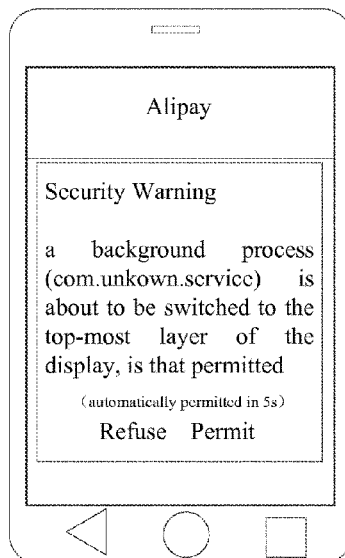 Alipay
Security Warning
a background process
(com.unkown.service) is
about to be switched to the
top-most layer of the
display, is that permitted
(automatically permitted in 5s)
Refuse Permit